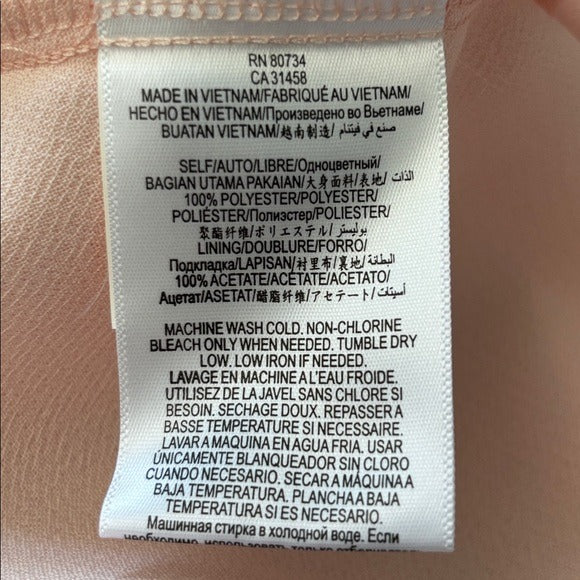 RN 80734
CA 31458
MADE IN VIETNAM/FABRIQUÉ AU VIETNAM/
HECHO EN VIETNAM/Произведено во Вьетнаме/
BUATAN VIETNAM/越南制造/ صنع في فيتنام
SELF/AUTO/LIBRE/Одноцветный/
BAGIAN UTAMA PAKAIAN/大身面料/表地/ الذات
100% POLYESTER/POLYESTER/
POLIÉSTER/Полиэстер/POLIESTER/
聚酯纤维/ポリエステル/ بوليستر
LINING/DOUBLURE/FORRO/
Подкладка/LAPISAN/衬里布/裏地/ البطانة
100% ACETATE/ACETATE/ACETATO/
Ацетат/ASETAT/醋酯纤维/アセテート/ أسيتات
MACHINE WASH COLD. NON-CHLORINE
BLEACH ONLY WHEN NEEDED. TUMBLE DRY
LOW. LOW IRON IF NEEDED.
LAVAGE EN MACHINE A L'EAU FROIDE.
UTILISEZ DE LA JAVEL SANS CHLORE SI
BESOIN. SECHAGE DOUX. REPASSER A
BASSE TEMPERATURE SI NECESSAIRE.
LAVAR A MAQUINA EN AGUA FRIA. USAR
ÚNICAMENTE BLANQUEADOR SIN CLORO
CUANDO NECESARIO. SECAR A MÁQUINA A
BAJA TEMPERATURA. PLANCHA A BAJA
TEMPERATURA SI ES NECESARIO.
Машинная стирка в холодной воде. Если
необходимо, использовать только